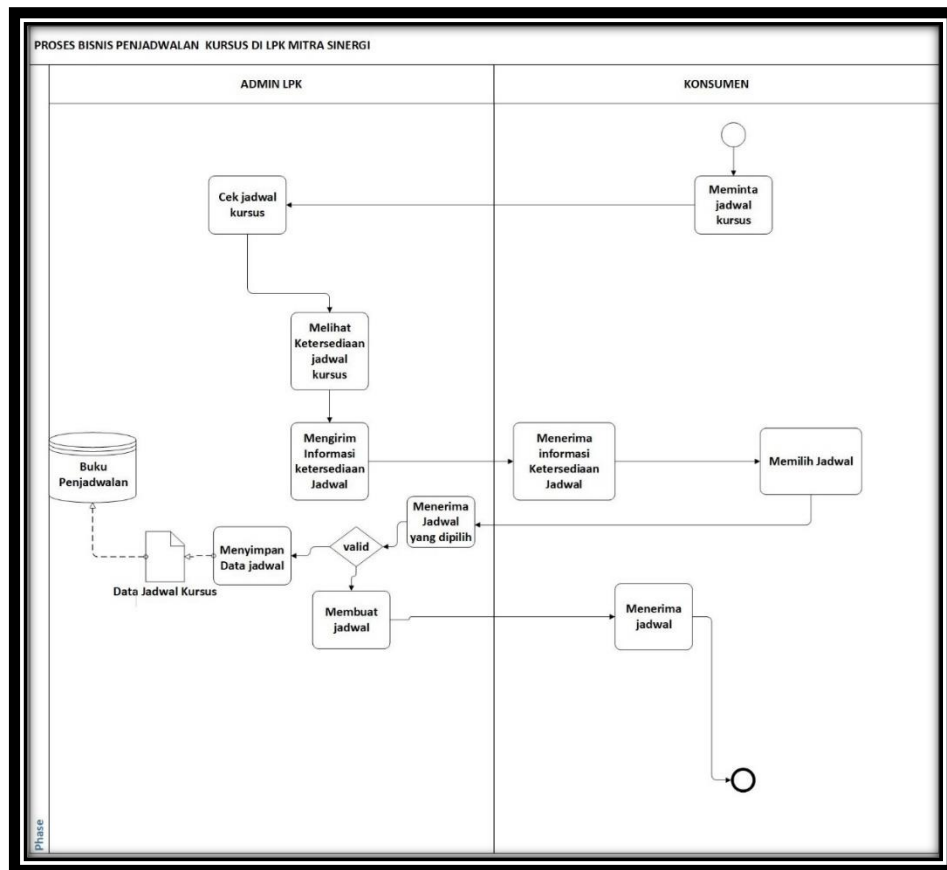 PROSES BISNIS PENJADWALAN KURSUS DI LPK MITRA SINERGI
ADMIN LPK
KONSUMEN
Meminta
jadwal
kursus
Cek jadwal
kursus
Melihat
Ketersediaan
jadwal
kursus
Mengirim
Informasi
ketersediaan
Jadwal
Menerima
informasi
Ketersediaan
Jadwal
Memilih Jadwal
Buku
Penjadwalan
Menerima
Jadwal
yang dipilih
valid
Menyimpan
Data jadwal
Data Jadwal Kursus
Membuat
jadwal
Menerima
jadwal
Phase